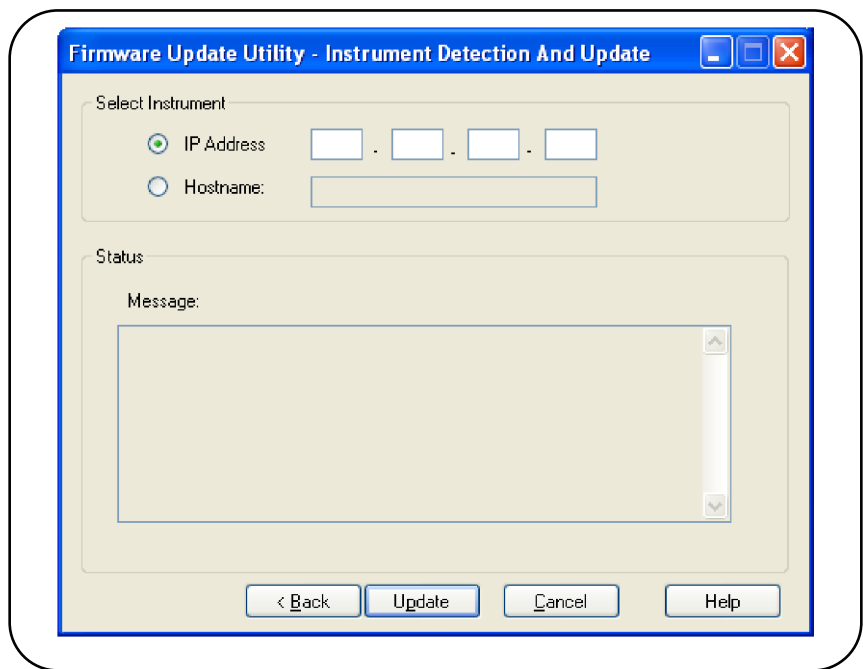 Firmware Update Utility - Instrument Detection And Update
Select Instrument
IP Address . . .
Hostname:
Status
Message:
< Back Update Cancel Help